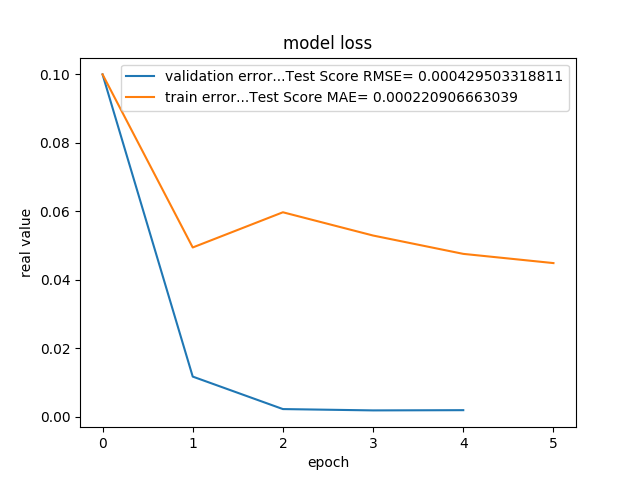 model loss
validation error...Test Score RMSE= 0.000429503318811
train error...Test Score MAE= 0.000220906663039
0.10
0.08
0.06
0.04
0.02
0.00
real value
0 1 2 3 4 5
epoch